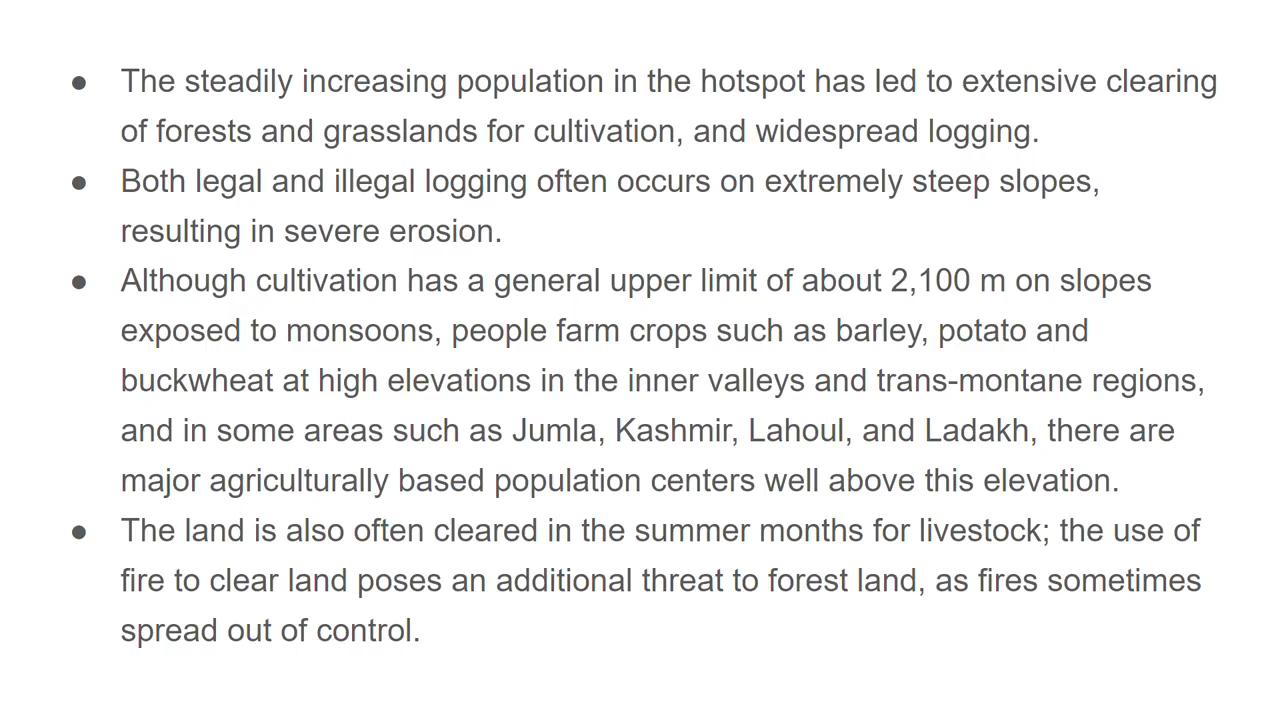 ● The steadily increasing population in the hotspot has led to extensive clearing
of forests and grasslands for cultivation, and widespread logging.
● Both legal and illegal logging often occurs on extremely steep slopes,
resulting in severe erosion.
● Although cultivation has a general upper limit of about 2,100 m on slopes
exposed to monsoons, people farm crops such as barley, potato and
buckwheat at high elevations in the inner valleys and trans-montane regions,
and in some areas such as Jumla, Kashmir, Lahoul, and Ladakh, there are
major agriculturally based population centers well above this elevation.
● The land is also often cleared in the summer months for livestock; the use of
fire to clear land poses an additional threat to forest land, as fires sometimes
spread out of control.